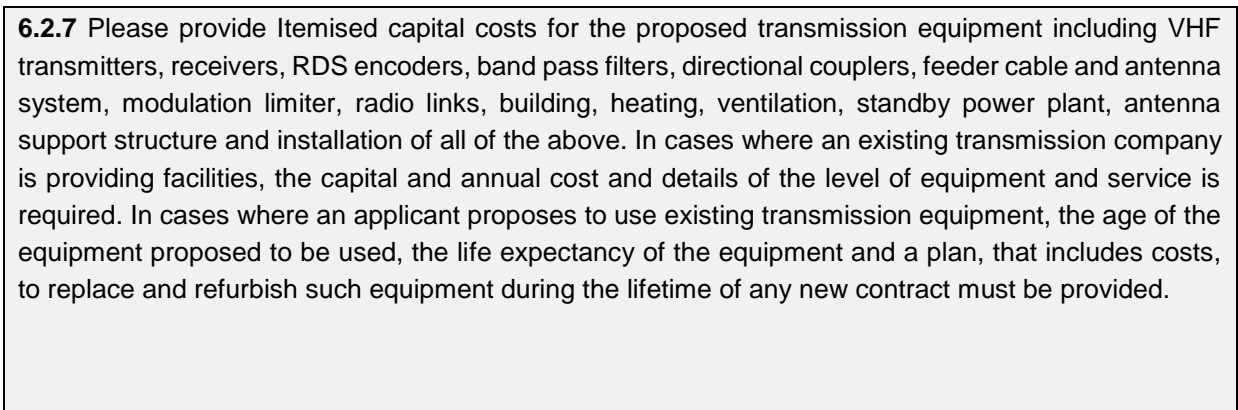 6.2.7 Please provide Itemised capital costs for the proposed transmission equipment including VHF
transmitters, receivers, RDS encoders, band pass filters, directional couplers, feeder cable and antenna
system, modulation limiter, radio links, building, heating, ventilation, standby power plant, antenna
support structure and installation of all of the above. In cases where an existing transmission company
is providing facilities, the capital and annual cost and details of the level of equipment and service is
required. In cases where an applicant proposes to use existing transmission equipment, the age of the
equipment proposed to be used, the life expectancy of the equipment and a plan, that includes costs,
to replace and refurbish such equipment during the lifetime of any new contract must be provided.